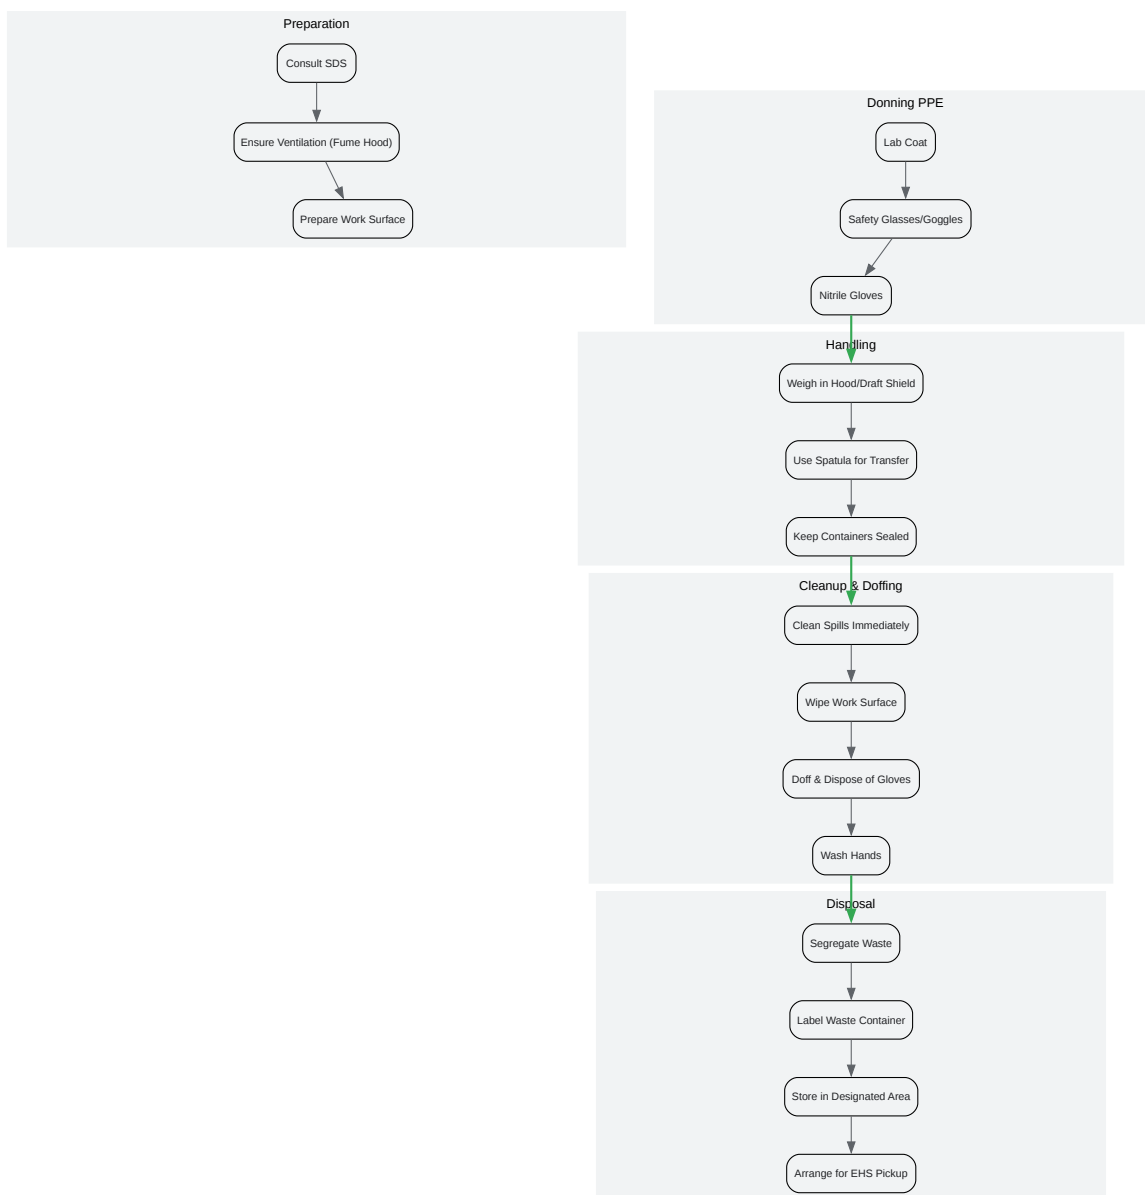 Preparation
Consult SDS
Ensure Ventilation (Fume Hood)
Prepare Work Surface
Donning PPE
Lab Coat
Safety Glasses/Goggles
Nitrile Gloves
Handling
Weigh in Hood/Draft Shield
Use Spatula for Transfer
Keep Containers Sealed
Cleanup & Doffing
Clean Spills Immediately
Wipe Work Surface
Doff & Dispose of Gloves
Wash Hands
Disposal
Segregate Waste
Label Waste Container
Store in Designated Area
Arrange for EHS Pickup